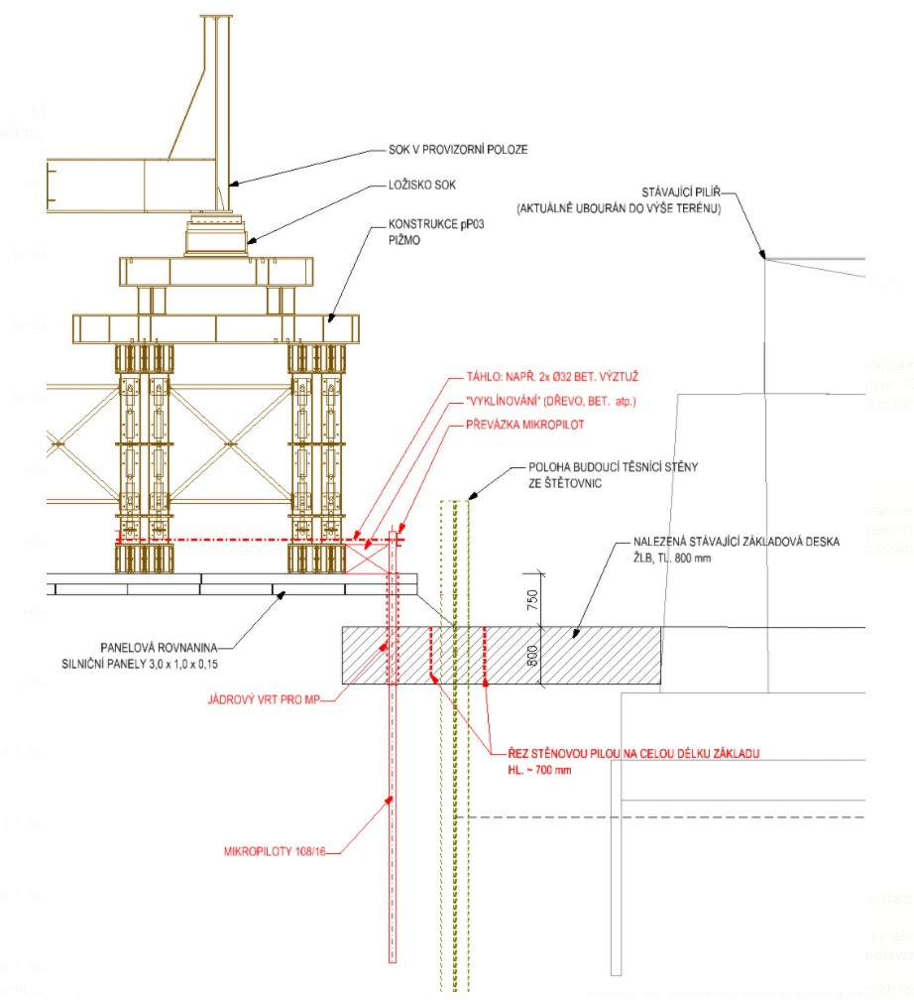 SOK V PROVIZORNÍ POLOZE
LOŽISKO SOK
STÁVAJÍCÍ PILÍŘ
(AKTUÁLNĚ UBOURÁN DO VÝŠE TERÉNU)
KONSTRUKCE pP03
PIŽMO
TÁHLO: NAPŘ. 2x Ø32 BET. VÝZTUŽ
"VYKLÍNOVÁNÍ" (DŘEVO, BET. atp.)
PŘEVÁZKA MIKROPILOT
POLOHA BUDOUCÍ TĚSNÍCÍ STĚNY
ZE ŠTĚTOVNIC
NALEZENÁ STÁVAJÍCÍ ZÁKLADOVÁ DESKA
ŽLB, TL. 800 mm
750
800
PANELOVÁ ROVNANINA
SILNIČNÍ PANELY 3,0 x 1,0 x 0,15
JÁDROVÝ VRT PRO MP
ŘEZ STĚNOVOU PILOU NA CELOU DÉLKU ZÁKLADU
HL. ~ 700 mm
MIKROPILOTY 108/16